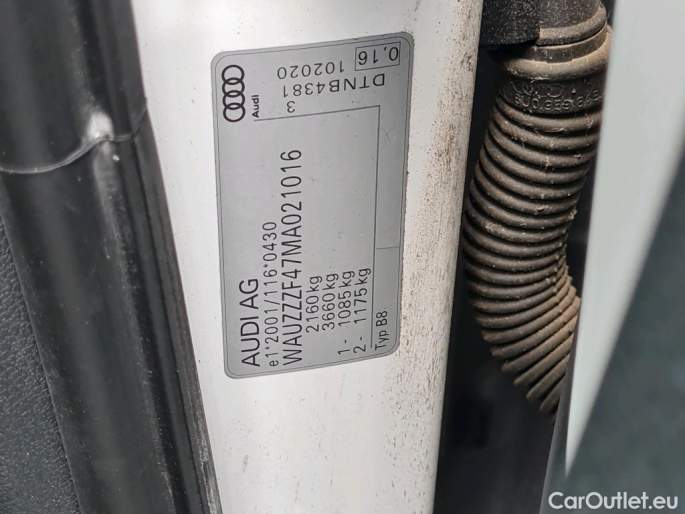 AUDI AG
e1*2001/116*0430
WAUZZZF47MA021016
2160 kg
3660 kg
1- 1085 kg
2- 1175 kg
Typ B8
Audi
3
DTNB4381
102020
0.16
CarOutlet.eu